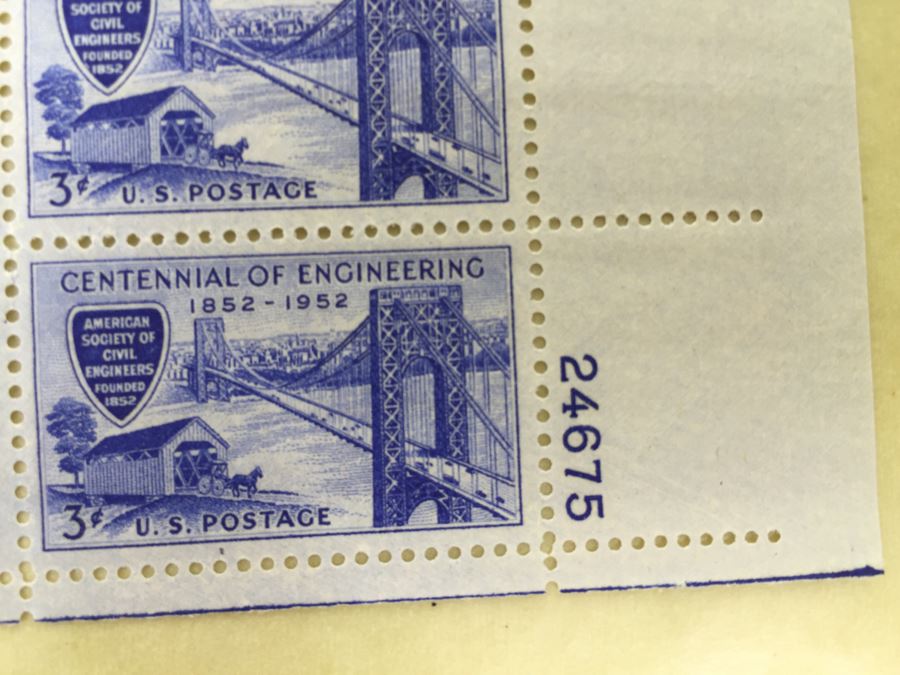 SOCIETY OF
CIVIL
ENGINEERS
FOUNDED
1852
3¢ U.S. POSTAGE
CENTENNIAL OF ENGINEERING
1852-1952
AMERICAN
SOCIETY OF
CIVIL
ENGINEERS
FOUNDED
1852
3¢ U.S. POSTAGE
24675